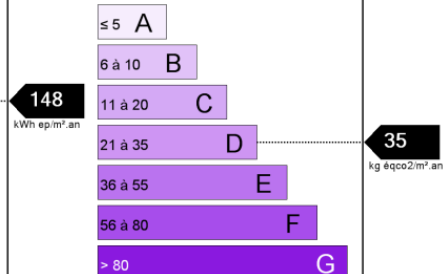 ≤ 5 A
6 à 10 B
148
kWh ep/m².an
11 à 20 C
21 à 35 D
35
kg éqco2/m².an
36 à 55 E
56 à 80 F
> 80 G